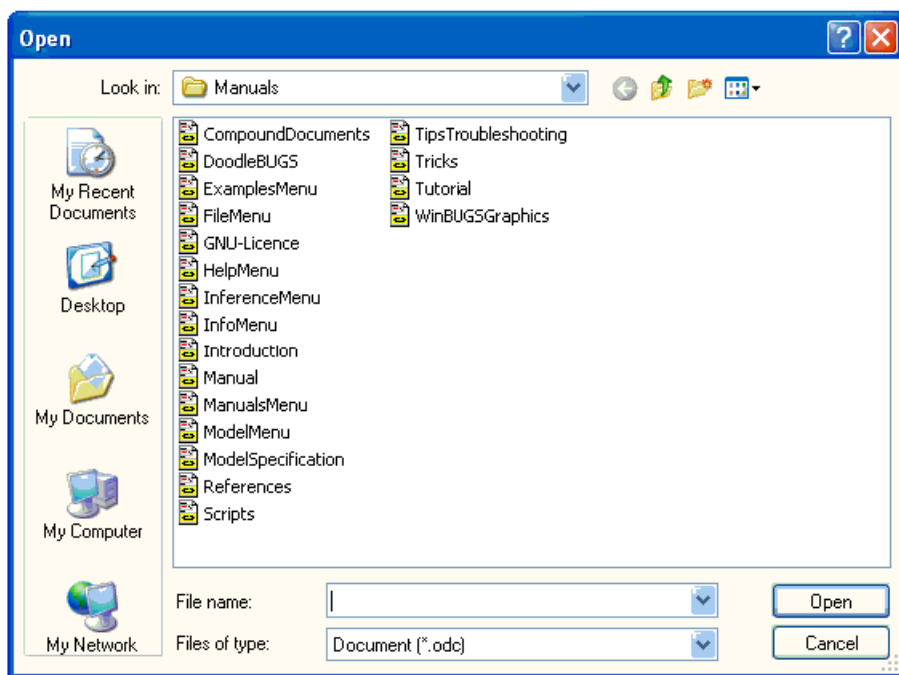 Open
Look in: Manuals
My Recent
Documents
Desktop
My Documents
My Computer
My Network
CompoundDocuments
DoodleBUGS
ExamplesMenu
FileMenu
GNU-Licence
HelpMenu
InferenceMenu
InfoMenu
Introduction
Manual
ManualsMenu
ModelMenu
ModelSpecification
References
Scripts
TipsTroubleshooting
Tricks
Tutorial
WinBUGSGraphics
File name:
Open
Files of type: Document (*.odc)
Cancel